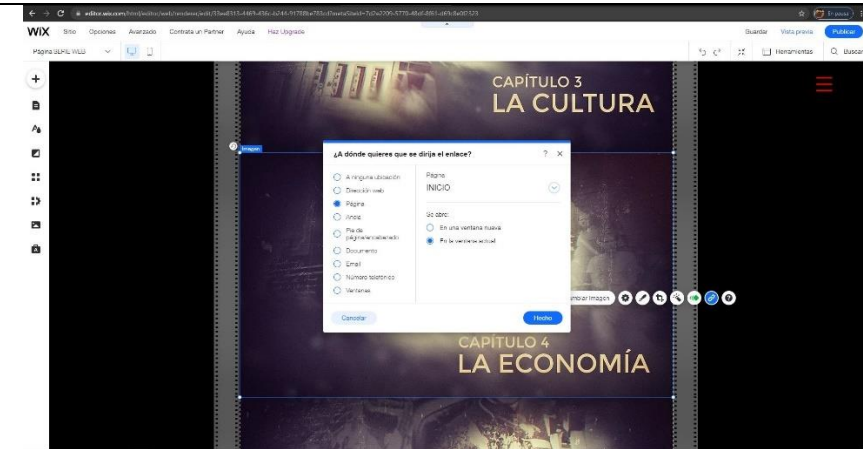 WiX Sitio Opciones Avanzado Contrata un Partner Ayuda Haz Upgrade Guardar Vista previa Publicar
Página SERIE WEB Herramientas Buscar
CAPÍTULO 3
LA CULTURA
Imagen
¿A dónde quieres que se dirija el enlace? ? ×
A ninguna ubicación
Dirección web
Página
Ancla
Pie de
página/encabezado
Documento
Email
Número telefónico
Ventanas
Página
INICIO
Se abre:
En una ventana nueva
En la ventana actual
Cancelar Hecho
mbiar Imagen
CAPÍTULO 4
LA ECONOMÍA